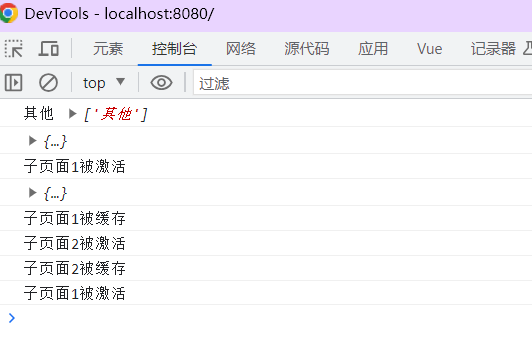 DevTools - localhost:8080/
元素 控制台 网络 源代码 应用 Vue 记录器
top ▼ 过滤
其他 ▶ ['其他']
▶ {…}
子页面1被激活
▶ {…}
子页面1被缓存
子页面2被激活
子页面2被缓存
子页面1被激活